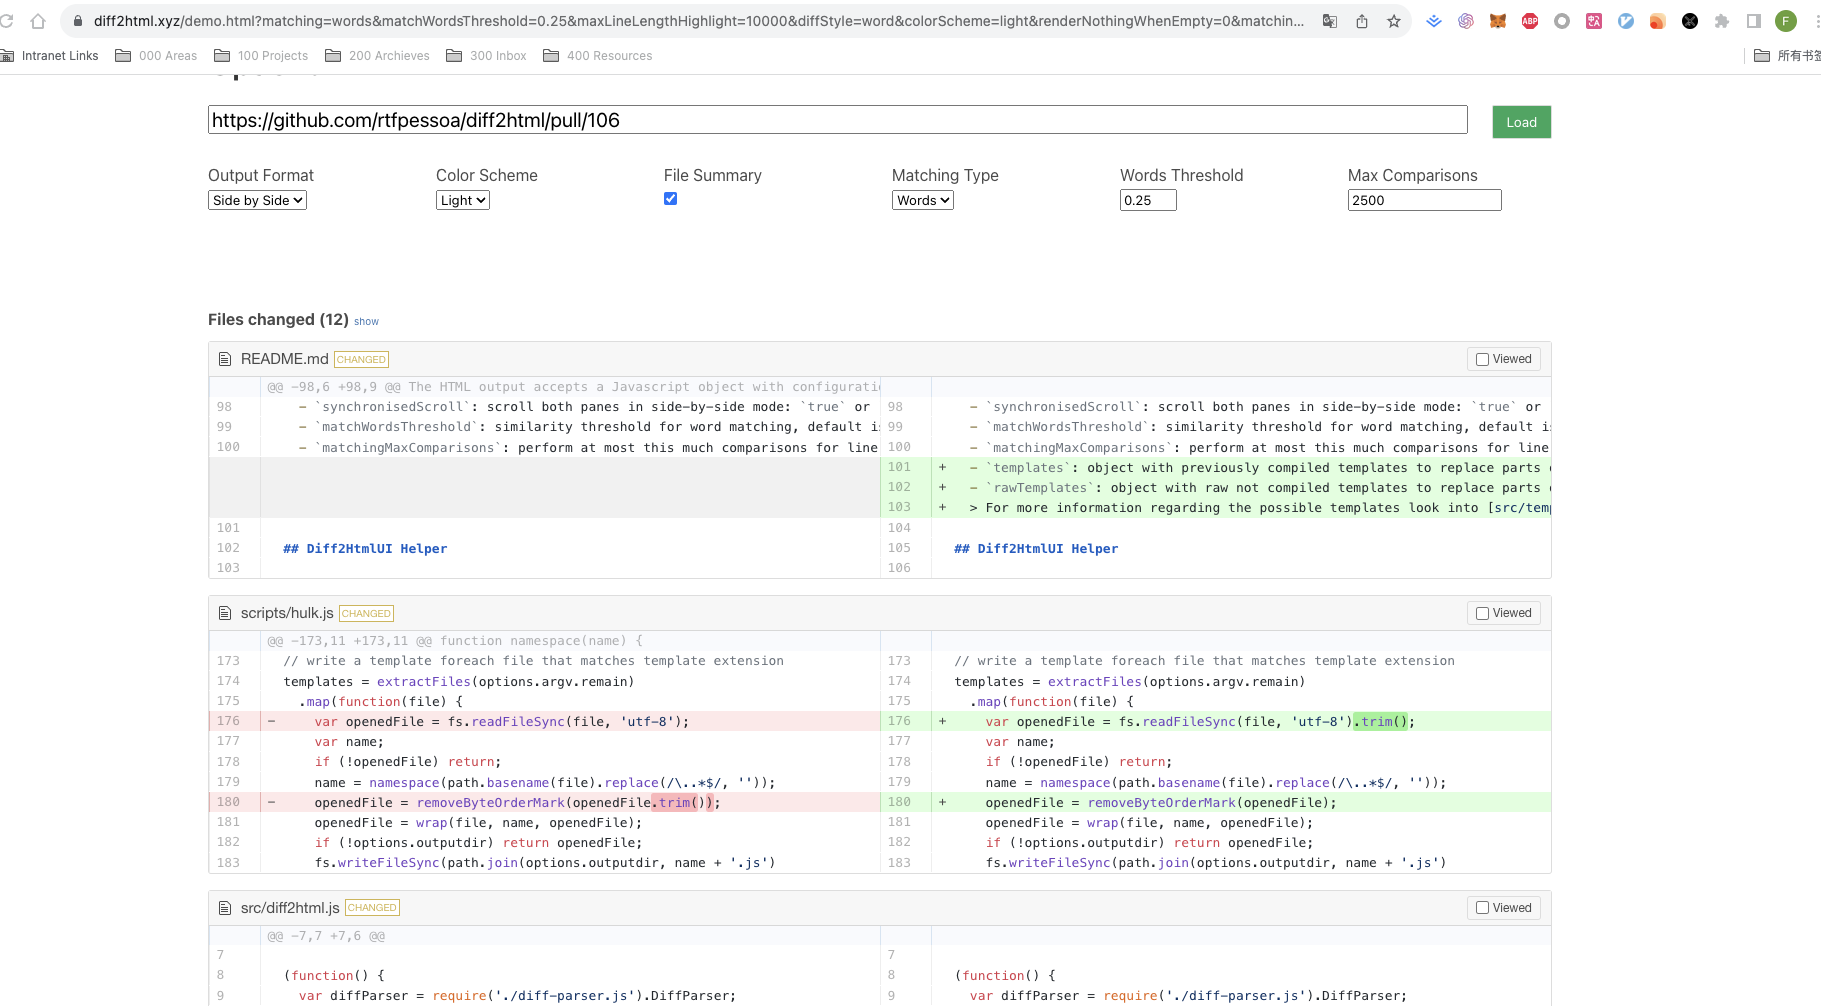 diff2html.xyz/demo.html?matching=words&matchWordsThreshold=0.25&maxLineLengthHighlight=10000&diffStyle=word&colorScheme=light&renderNothingWhenEmpty=0&matchin...
ABP
F
Intranet Links 000 Areas 100 Projects 200 Archieves 300 Inbox 400 Resources 所有书签
https://github.com/rtfpessoa/diff2html/pull/106 Load
Output Format Color Scheme File Summary Matching Type Words Threshold Max Comparisons
Side by Side Light Words 0.25 2500
Files changed (12) show
README.md CHANGED Viewed
@@ -98,6 +98,9 @@ The HTML output accepts a Javascript object with configuratio
98 - `synchronisedScroll`: scroll both panes in side-by-side mode: `true` or 98 - `synchronisedScroll`: scroll both panes in side-by-side mode: `true` or
99 - `matchWordsThreshold`: similarity threshold for word matching, default is 99 - `matchWordsThreshold`: similarity threshold for word matching, default is
100 - `matchingMaxComparisons`: perform at most this much comparisons for line 100 - `matchingMaxComparisons`: perform at most this much comparisons for line
101 + - `templates`: object with previously compiled templates to replace parts
102 + - `rawTemplates`: object with raw not compiled templates to replace parts
103 + > For more information regarding the possible templates look into [src/temp
101 104
102 ## Diff2HtmlUI Helper 105 ## Diff2HtmlUI Helper
103 106
scripts/hulk.js CHANGED Viewed
@@ -173,11 +173,11 @@ function namespace(name) {
173 // write a template foreach file that matches template extension 173 // write a template foreach file that matches template extension
174 templates = extractFiles(options.argv.remain) 174 templates = extractFiles(options.argv.remain)
175 .map(function(file) { 175 .map(function(file) {
176 - var openedFile = fs.readFileSync(file, 'utf-8'); 176 + var openedFile = fs.readFileSync(file, 'utf-8').trim();
177 var name; 177 var name;
178 if (!openedFile) return; 178 if (!openedFile) return;
179 name = namespace(path.basename(file).replace(/\..*$/, '')); 179 name = namespace(path.basename(file).replace(/\..*$/, ''));
180 - openedFile = removeByteOrderMark(openedFile.trim()); 180 + openedFile = removeByteOrderMark(openedFile);
181 openedFile = wrap(file, name, openedFile); 181 openedFile = wrap(file, name, openedFile);
182 if (!options.outputdir) return openedFile; 182 if (!options.outputdir) return openedFile;
183 fs.writeFileSync(path.join(options.outputdir, name + '.js') 183 fs.writeFileSync(path.join(options.outputdir, name + '.js')
src/diff2html.js CHANGED Viewed
@@ -7,7 +7,6 @@
7 7
8 (function() { 8 (function() {
9 var diffParser = require('./diff-parser.js').DiffParser; 9 var diffParser = require('./diff-parser.js').DiffParser;